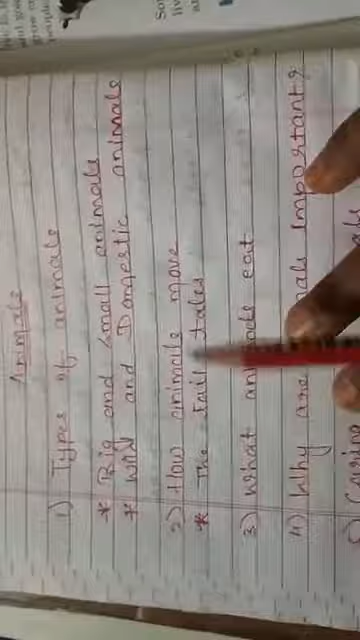 Animals
1) Types of animals
* Big and Small animals
* Wild and Domestic animals
2) How animals move
* The Tail tales
3) What eat
4) Why are Important?
5)